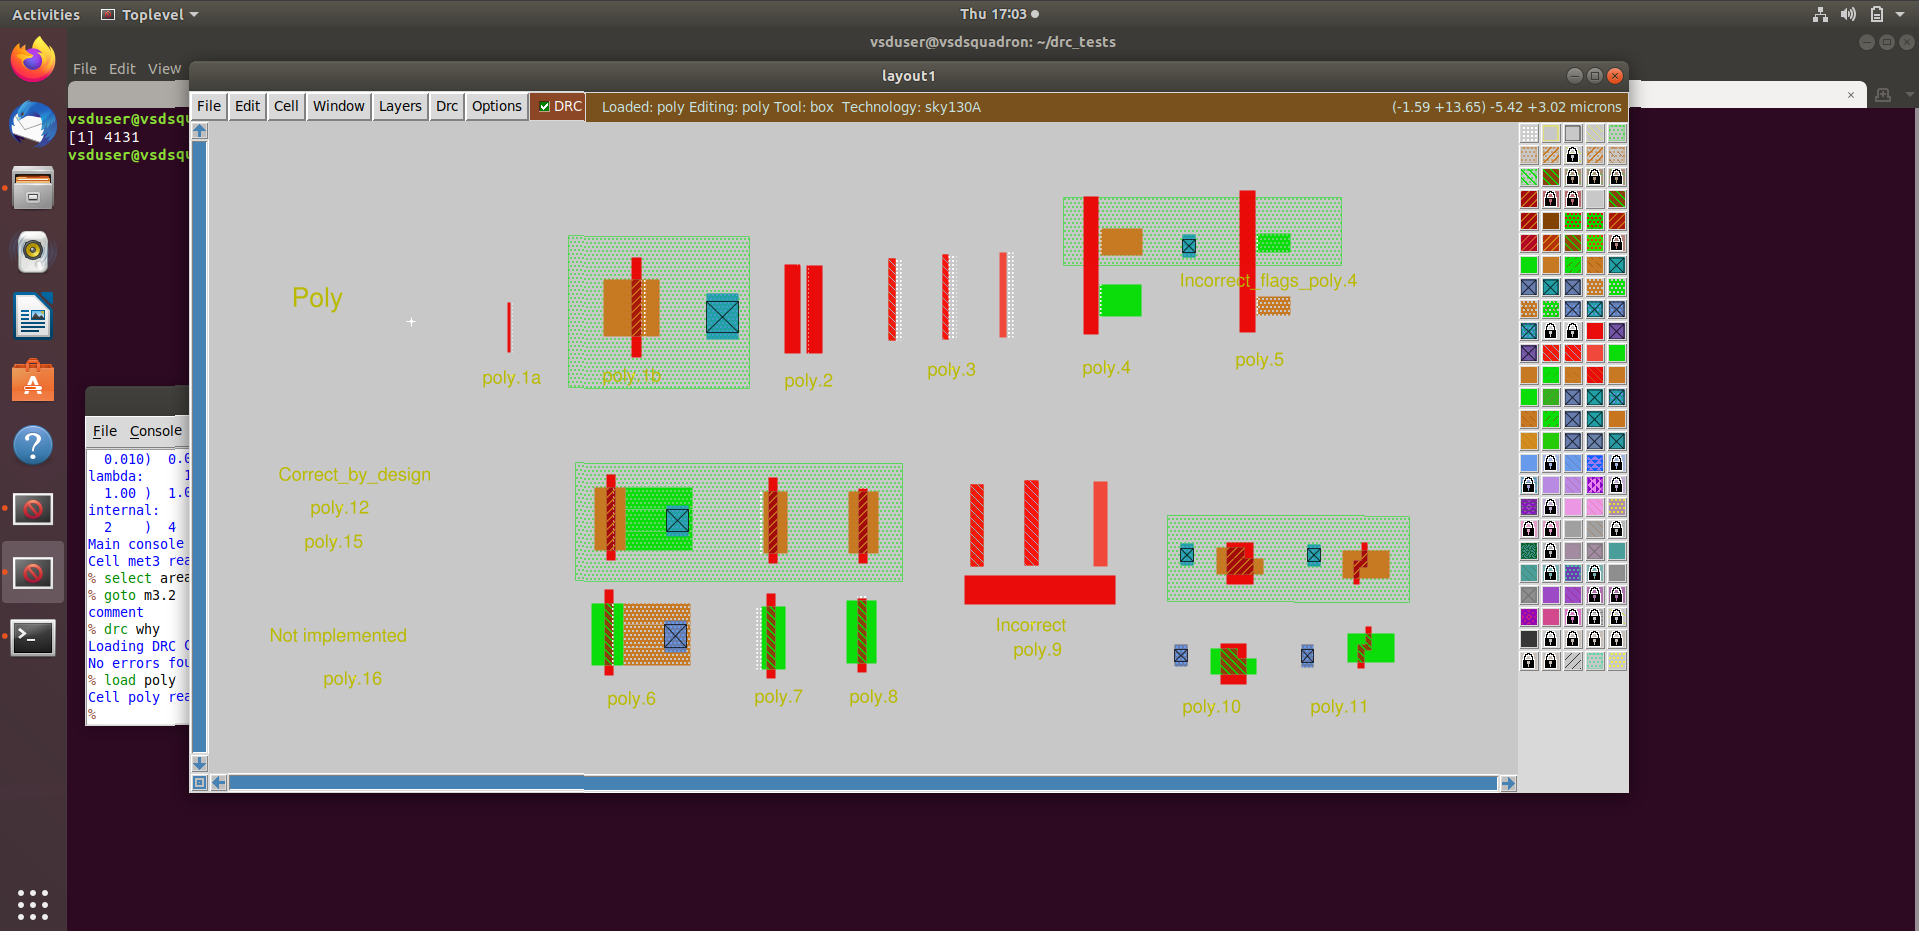 Activities
Toplevel
Thu 17:03
vsduser@vsdsquadron: ~/drc_tests
File Edit View
layout1
File Edit Cell Window Layers Drc Options DRC
Loaded: poly Editing: poly Tool: box Technology: sky130A
(-1.59 +13.65) -5.42 +3.02 microns
vsduser@vsdsqu
[1] 4131
vsduser@vsdsqu
Poly
poly.1a
poly.1b
poly.2
poly.3
poly.4
Incorrect_flags_poly.4
poly.5
Correct_by_design
poly.12
poly.15
Not implemented
poly.16
poly.6
poly.7
poly.8
Incorrect
poly.9
poly.10
poly.11
File Console
0.010) 0.0
lambda: 1
1.00 ) 1.0
internal:
2 ) 4
Main console
Cell met3 rea
% select area
% goto m3.2
comment
% drc why
Loading DRC C
No errors fou
% load poly
Cell poly rea
%